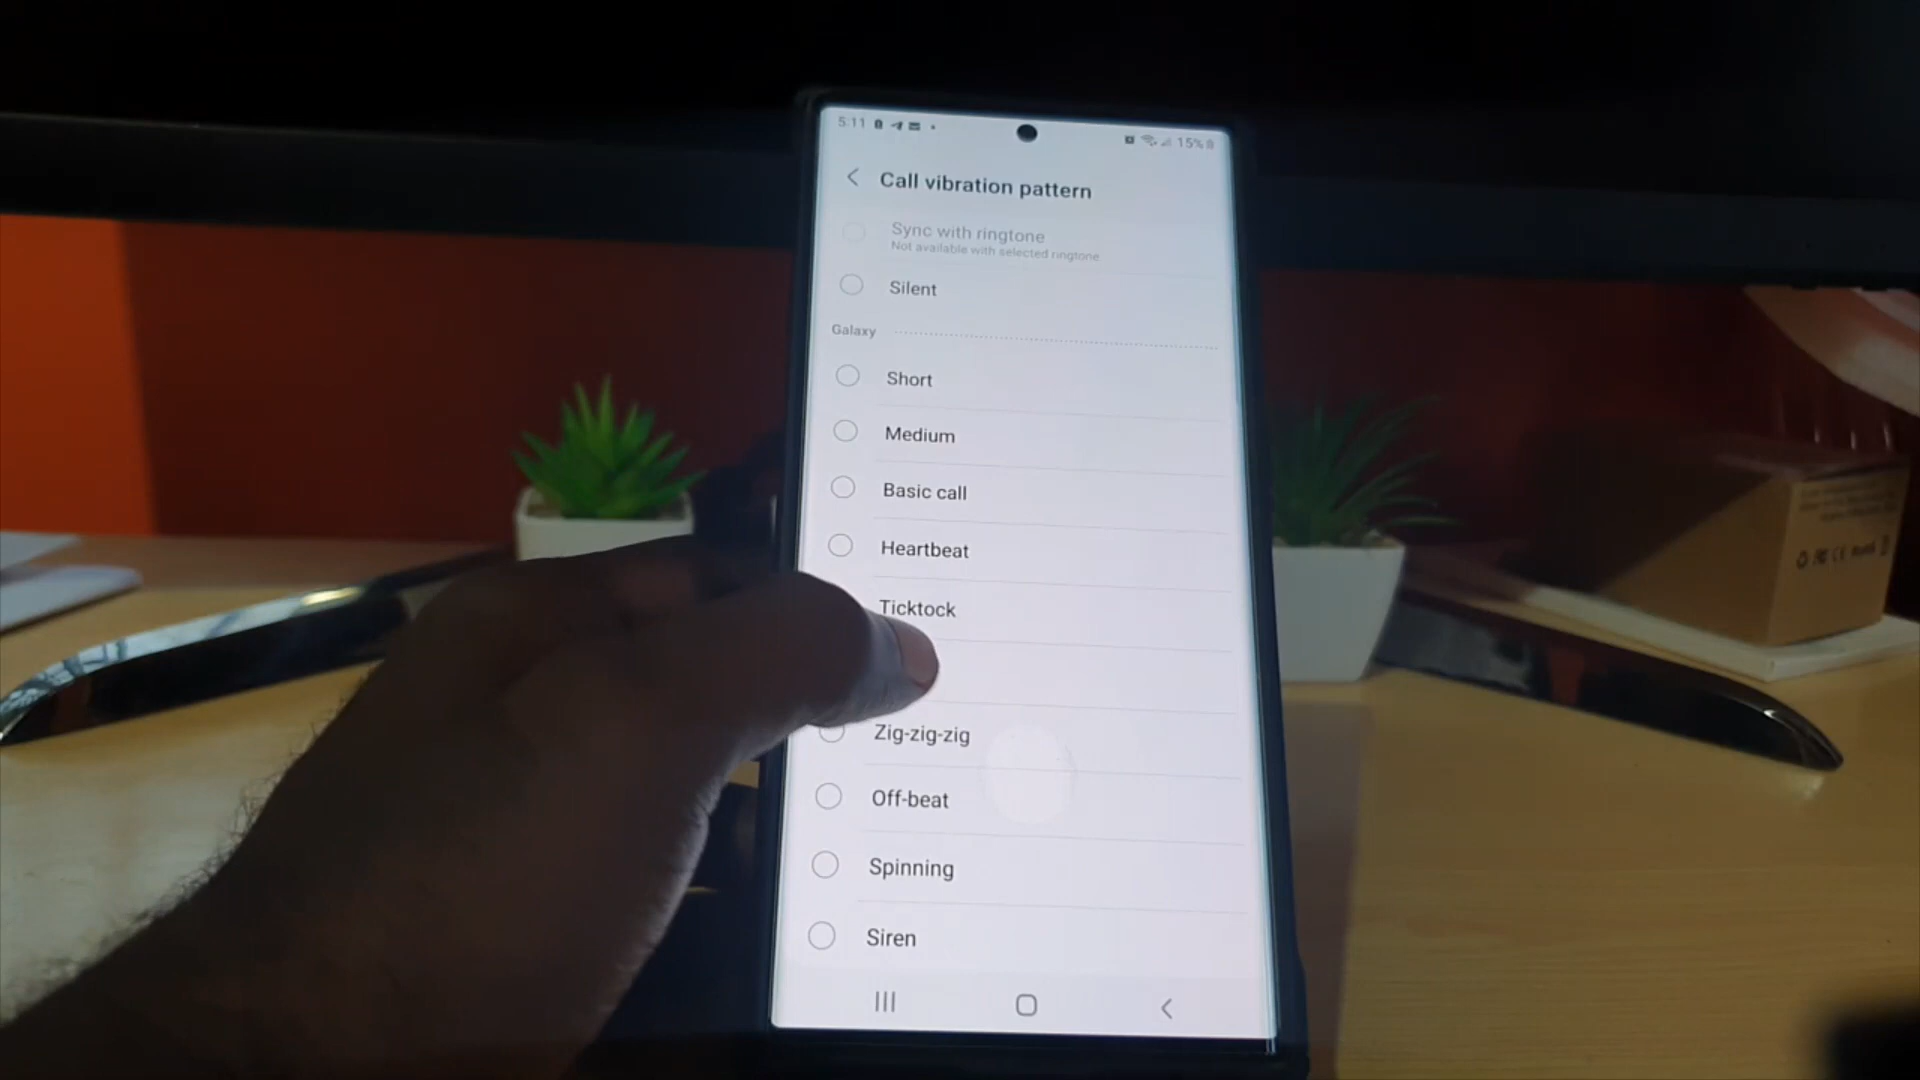 5:11
15%
Call vibration pattern
Sync with ringtone
Not available with selected ringtone
Silent
Galaxy
Short
Medium
Basic call
Heartbeat
Ticktock
Zig-zig-zig
Off-beat
Spinning
Siren